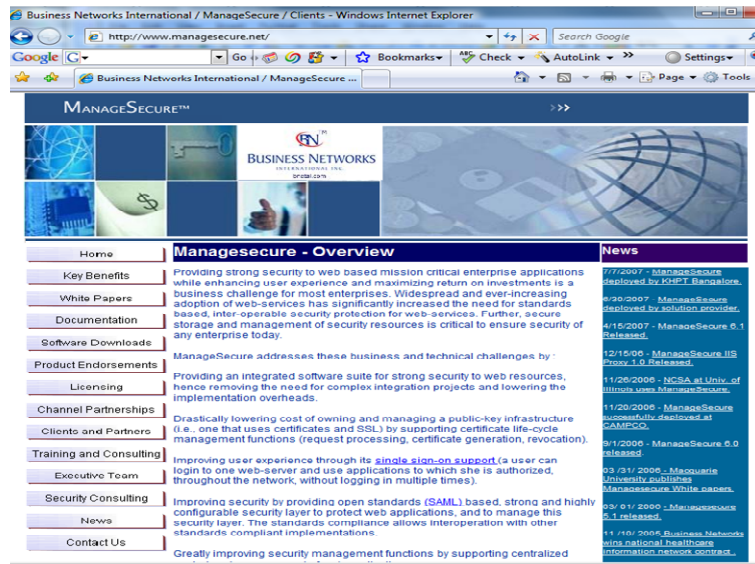 Business Networks International / ManageSecure / Clients - Windows Internet Explorer
http://www.managesecure.net/
Search Google
Google G Go Bookmarks Check AutoLink >> Settings
Business Networks International / ManageSecure ...
Page Tools
MANAGESECURE™
>>>
BN™
BUSINESS NETWORKS
INTERNATIONAL INC.
bnetal.com
Home
Key Benefits
White Papers
Documentation
Software Downloads
Product Endorsements
Licensing
Channel Partnerships
Clients and Partners
Training and Consulting
Executive Team
Security Consulting
News
Contact Us
Managesecure - Overview
Providing strong security to web based mission critical enterprise applications
while enhancing user experience and maximizing return on investments is a
business challenge for most enterprises. Widespread and ever-increasing
adoption of web-services has significantly increased the need for standards
based, inter-operable security protection for web-services. Further, secure
storage and management of security resources is critical to ensure security of
any enterprise today.
ManageSecure addresses these business and technical challenges by :
Providing an integrated software suite for strong security to web resources,
hence removing the need for complex integration projects and lowering the
implementation overheads.
Drastically lowering cost of owning and managing a public-key infrastructure
(i.e., one that uses certificates and SSL) by supporting certificate life-cycle
management functions (request processing, certificate generation, revocation).
Improving user experience through its single sign-on support (a user can
login to one web-server and use applications to which she is authorized,
throughout the network, without logging in multiple times).
Improving security by providing open standards (SAML) based, strong and highly
configurable security layer to protect web applications, and to manage this
security layer. The standards compliance allows interoperation with other
standards compliant implementations.
Greatly improving security management functions by supporting centralized
News
7/7/2007 - ManageSecure
deployed by KHPT Bangalore.
6/30/2007 - ManageSecure
deployed by solution provider.
4/15/2007 - ManageSecure 6.1
Released.
12/15/06 - ManageSecure IIS
Proxy 1.0 Released.
11/26/2006 - NCSA at Univ. of
Illinois uses ManageSecure.
11/20/2006 - ManageSecure
successfully deployed at
CAMPCO.
9/1/2006 - ManageSecure 6.0
released.
03 /31/ 2006 - Macquarie
University publishes
Managesecure White papers.
03/ 01/ 2006 - Managesecure
5.1 released.
11 /10/ 2005 Business Networks
wins national healthcare
information network contract .